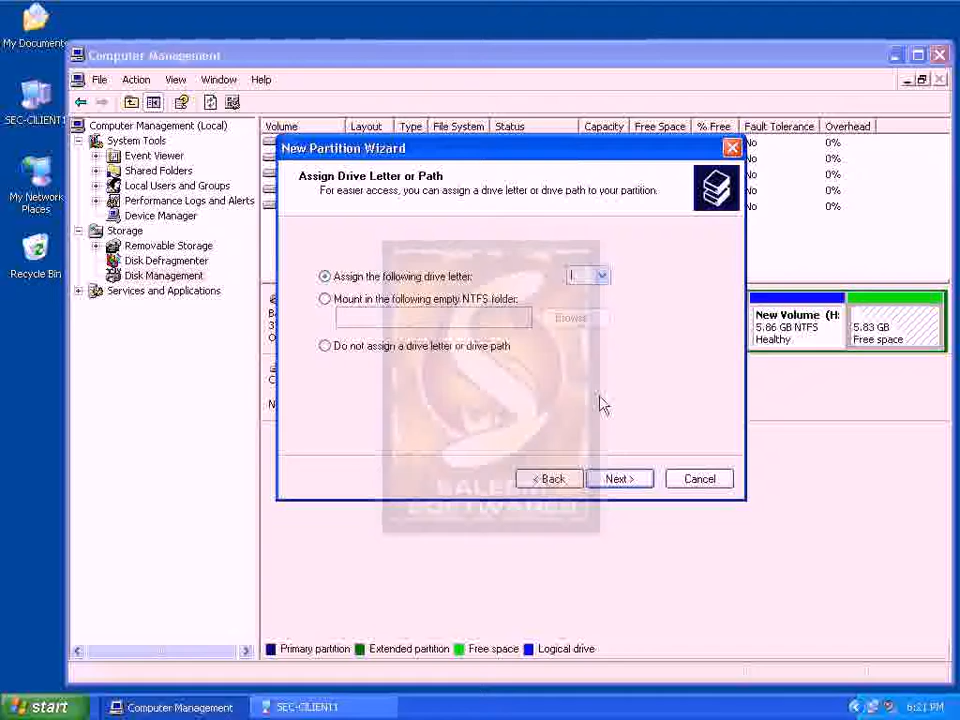 My Document
Computer Management
File Action View Window Help
SEC-CILIENT1
My Network
Places
Recycle Bin
Computer Management (Local)
System Tools
Event Viewer
Shared Folders
Local Users and Groups
Performance Logs and Alerts
Device Manager
Storage
Removable Storage
Disk Defragmenter
Disk Management
Services and Applications
Volume Layout Type File System Status Capacity Free Space % Free Fault Tolerance Overhead
No 0%
No 0%
No 0%
No 0%
No 0%
New Partition Wizard
Assign Drive Letter or Path
For easier access, you can assign a drive letter or drive path to your partition.
Assign the following drive letter: I
Mount in the following empty NTFS folder:
Browse
Do not assign a drive letter or drive path
< Back Next > Cancel
New Volume (H:
5.86 GB NTFS
Healthy
5.83 GB
Free space
SOFTWARES
Primary partition Extended partition Free space Logical drive
start Computer Management SEC-CILIENT1 6:21 PM